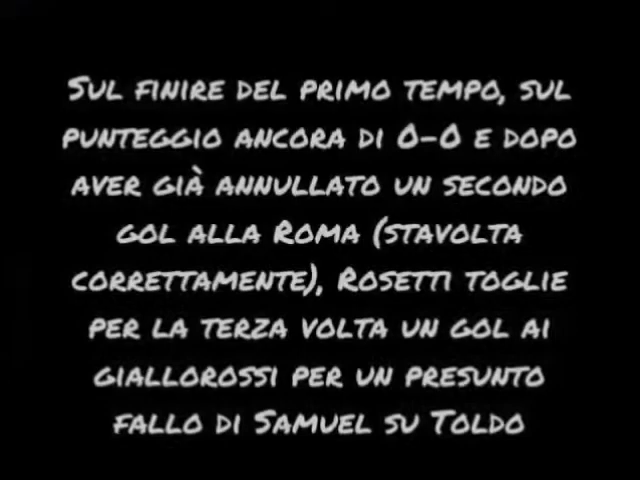 Sul finire del primo tempo, sul
punteggio ancora di 0-0 e dopo
aver già annullato un secondo
gol alla Roma (stavolta
correttamente), Rosetti toglie
per la terza volta un gol ai
giallorossi per un presunto
fallo di Samuel su Toldo